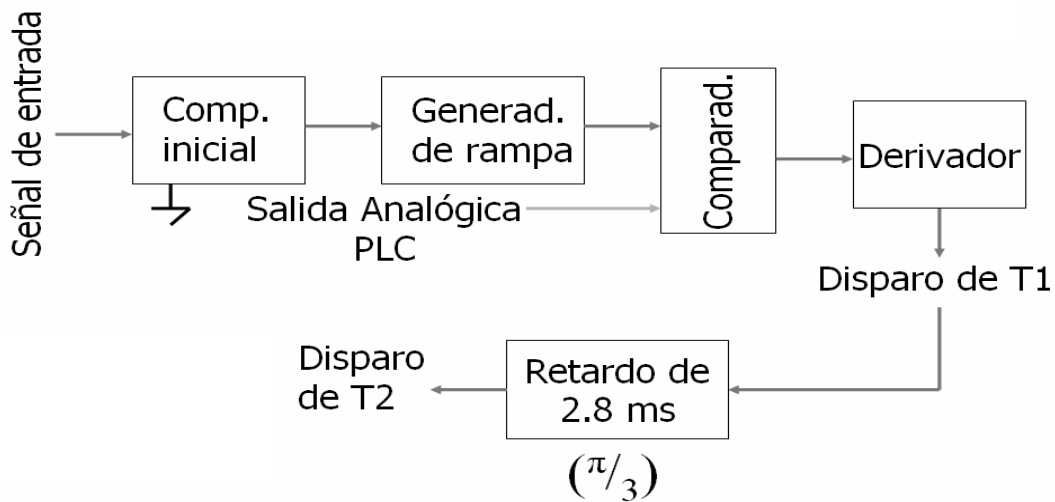 Señal de entrada
Comp.
inicial
Generad.
de rampa
Comparad.
Derivador
Salida Analógica
PLC
Disparo de T1
Disparo
de T2
Retardo de
2.8 ms
(π/3)